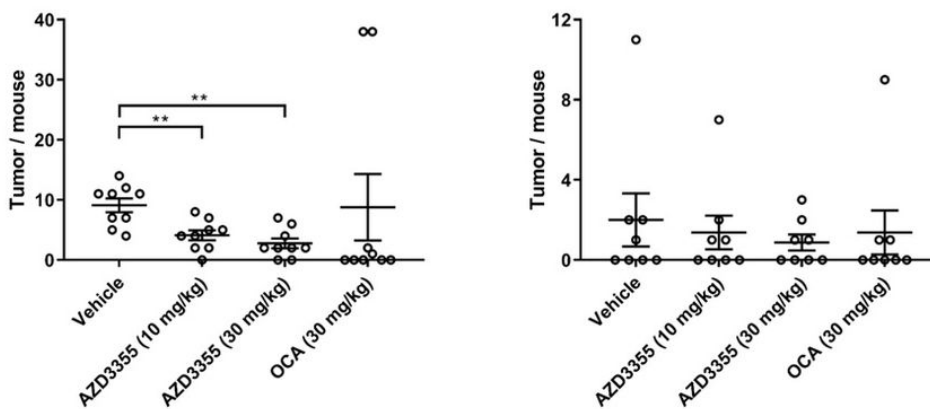 40
30
20
10
0
Tumor / mouse
**
**
Vehicle
AZD3355 (10 mg/kg)
AZD3355 (30 mg/kg)
OCA (30 mg/kg)
12
8
4
0
Tumor / mouse
Vehicle
AZD3355 (10 mg/kg)
AZD3355 (30 mg/kg)
OCA (30 mg/kg)